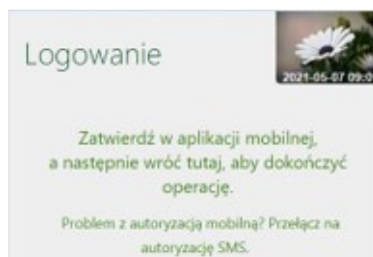 Logowanie
2021-05-07 09:0
Zatwierdź w aplikacji mobilnej,
a następnie wróć tutaj, aby dokończyć
operację.
Problem z autoryzacją mobilną? Przełącz na
autoryzację SMS.